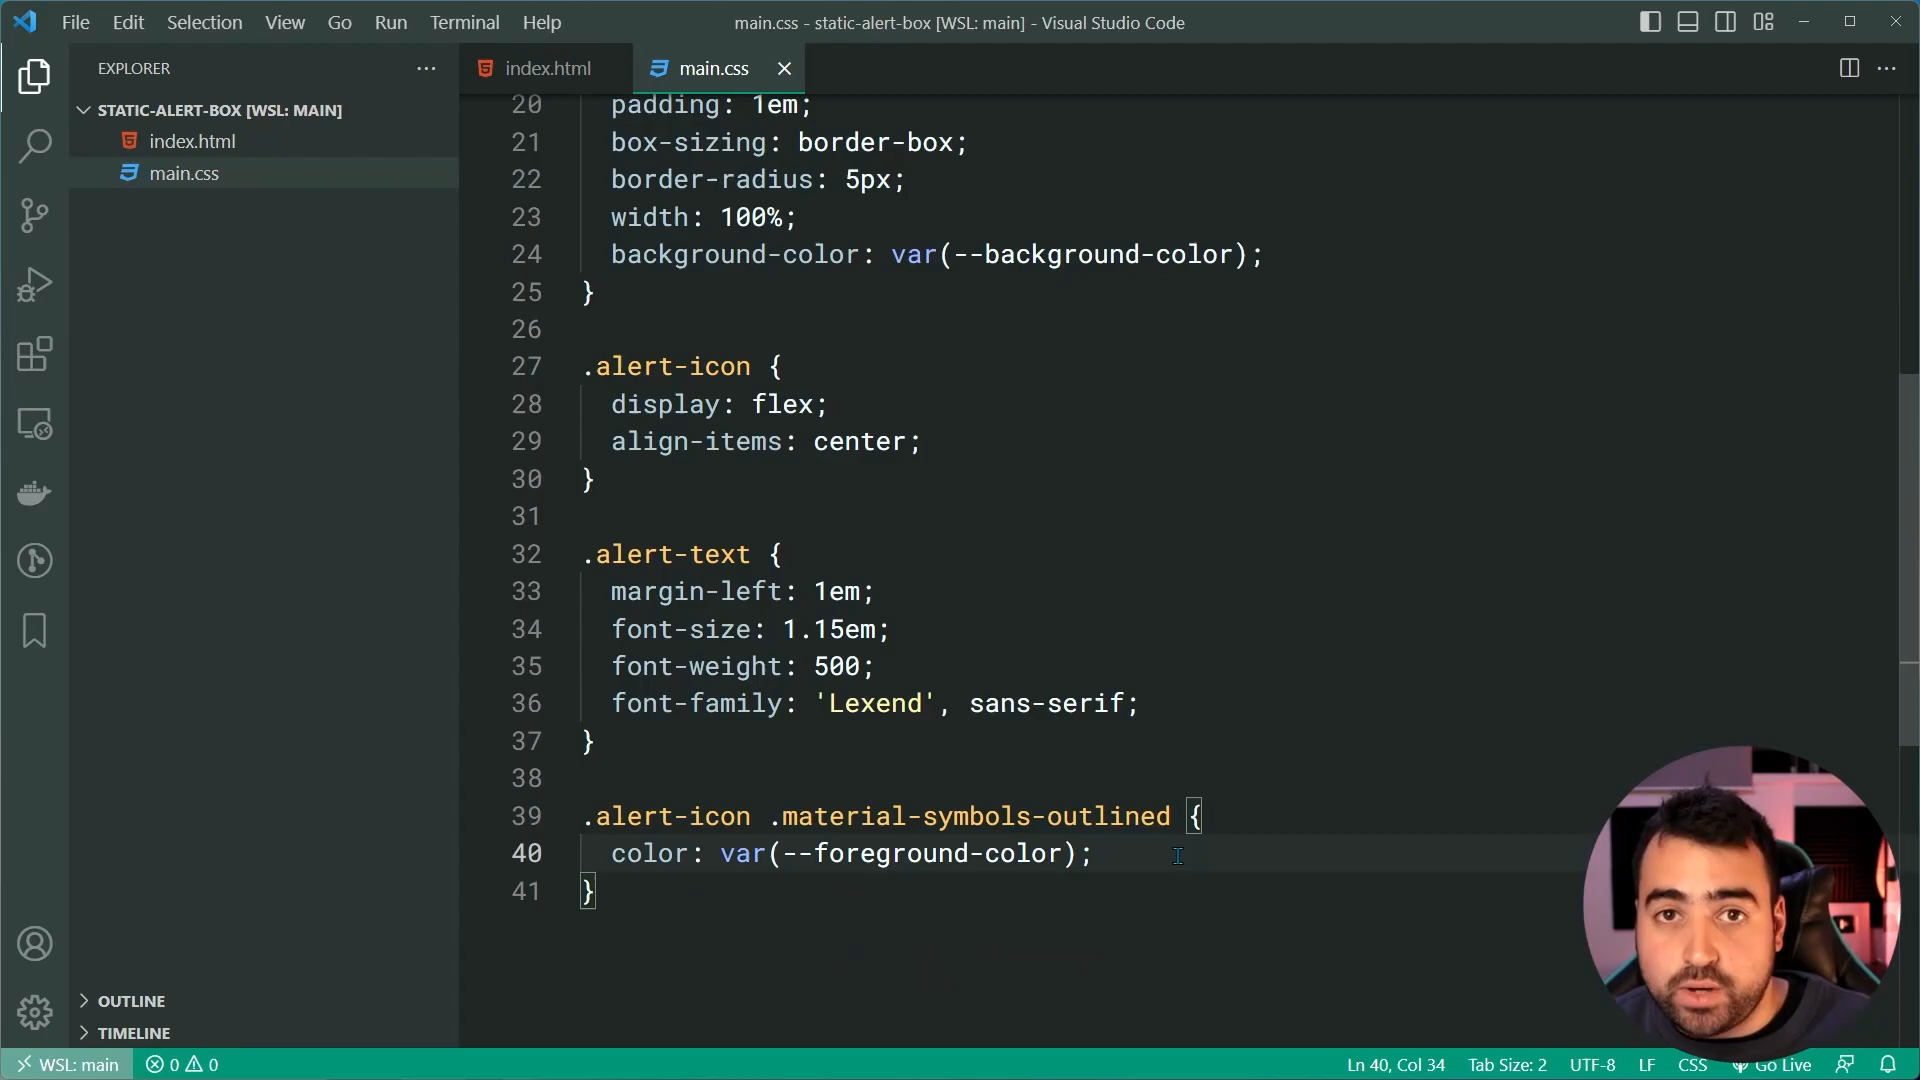 File Edit Selection View Go Run Terminal Help
main.css - static-alert-box [WSL: main] - Visual Studio Code
EXPLORER
STATIC-ALERT-BOX [WSL: MAIN]
index.html
main.css
OUTLINE
TIMELINE
index.html main.css
20 padding: 1em;
21 box-sizing: border-box;
22 border-radius: 5px;
23 width: 100%;
24 background-color: var(--background-color);
25 }
26
27 .alert-icon {
28 display: flex;
29 align-items: center;
30 }
31
32 .alert-text {
33 margin-left: 1em;
34 font-size: 1.15em;
35 font-weight: 500;
36 font-family: 'Lexend', sans-serif;
37 }
38
39 .alert-icon .material-symbols-outlined {
40 color: var(--foreground-color);
41 }
WSL: main 0 0 Ln 40, Col 34 Tab Size: 2 UTF-8 LF CSS Go Live